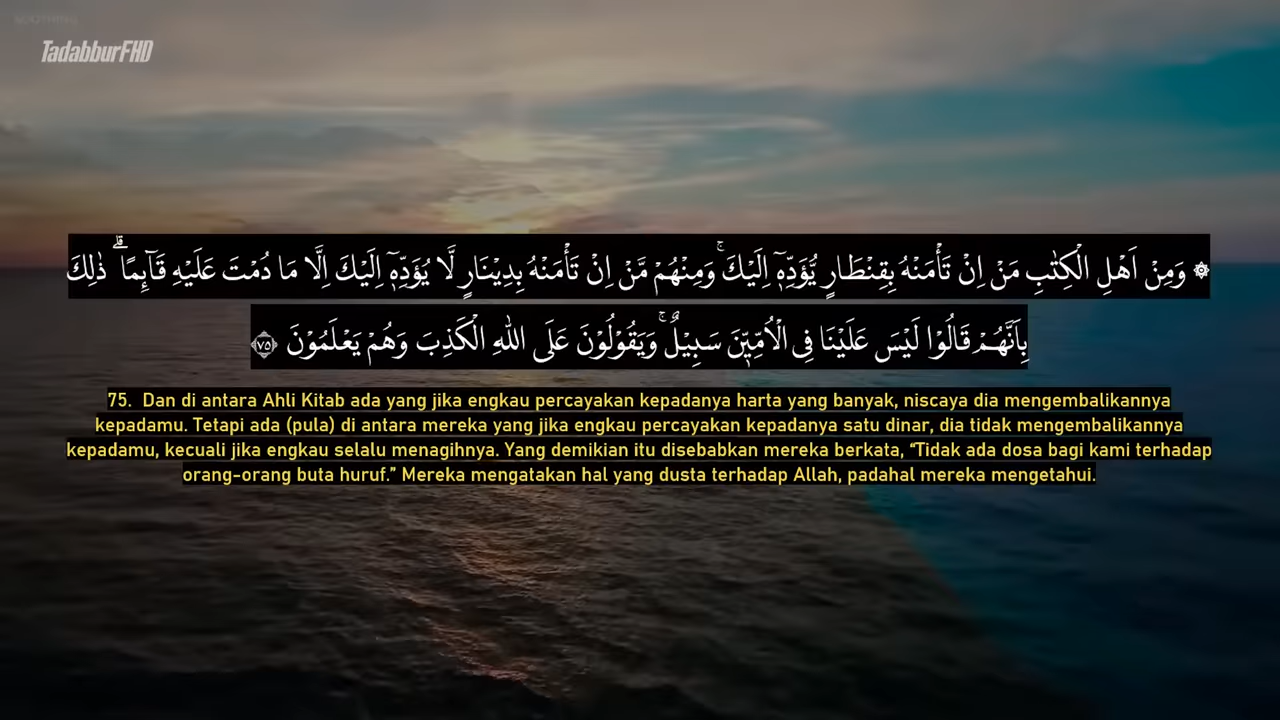 TadabburFHD
۞ وَمِنْ اَهْلِ الْكِتٰبِ مَنْ اِنْ تَأْمَنْهُ بِقِنْطَارٍ يُّؤَدِّهٖٓ اِلَيْكَۚ وَمِنْهُمْ مَّنْ اِنْ تَأْمَنْهُ بِدِيْنَارٍ لَّا يُؤَدِّهٖٓ اِلَيْكَ اِلَّا مَا دُمْتَ عَلَيْهِ قَاۤىِٕمًا ۗ ذٰلِكَ
بِاَنَّهُمْ قَالُوْا لَيْسَ عَلَيْنَا فِى الْاُمِّيّٖنَ سَبِيْلٌۚ وَيَقُوْلُوْنَ عَلَى اللّٰهِ الْكَذِبَ وَهُمْ يَعْلَمُوْنَ ٧٥
75. Dan di antara Ahli Kitab ada yang jika engkau percayakan kepadanya harta yang banyak, niscaya dia mengembalikannya
kepadamu. Tetapi ada (pula) di antara mereka yang jika engkau percayakan kepadanya satu dinar, dia tidak mengembalikannya
kepadamu, kecuali jika engkau selalu menagihnya. Yang demikian itu disebabkan mereka berkata, “Tidak ada dosa bagi kami terhadap
orang-orang buta huruf.” Mereka mengatakan hal yang dusta terhadap Allah, padahal mereka mengetahui.